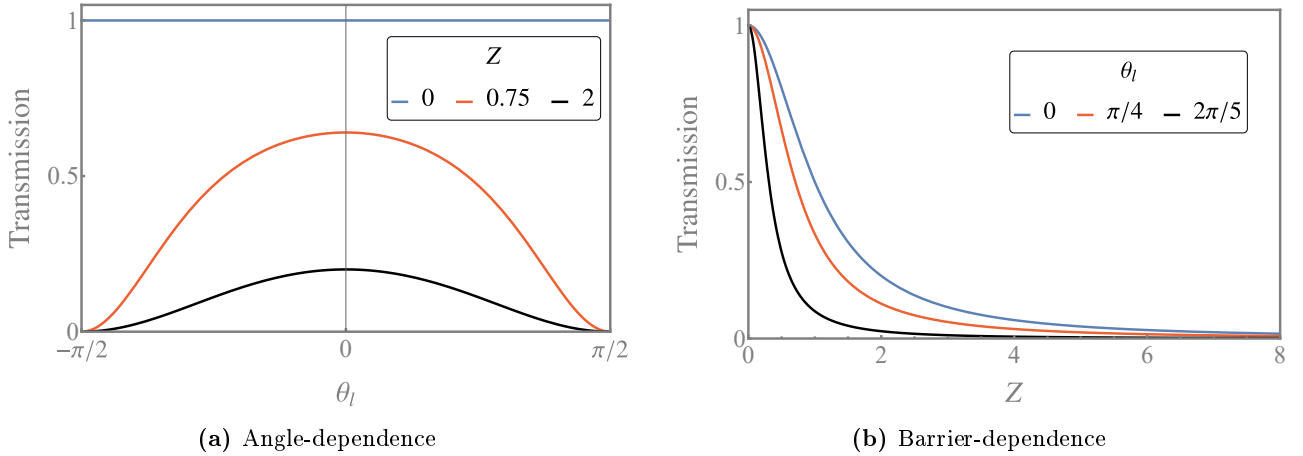 1
0.5
0
Transmission
Z
0 0.75 2
−π/2 0 π/2
θl
(a) Angle-dependence
1
0.5
0
Transmission
θl
0 π/4 2π/5
0 2 4 6 8
Z
(b) Barrier-dependence